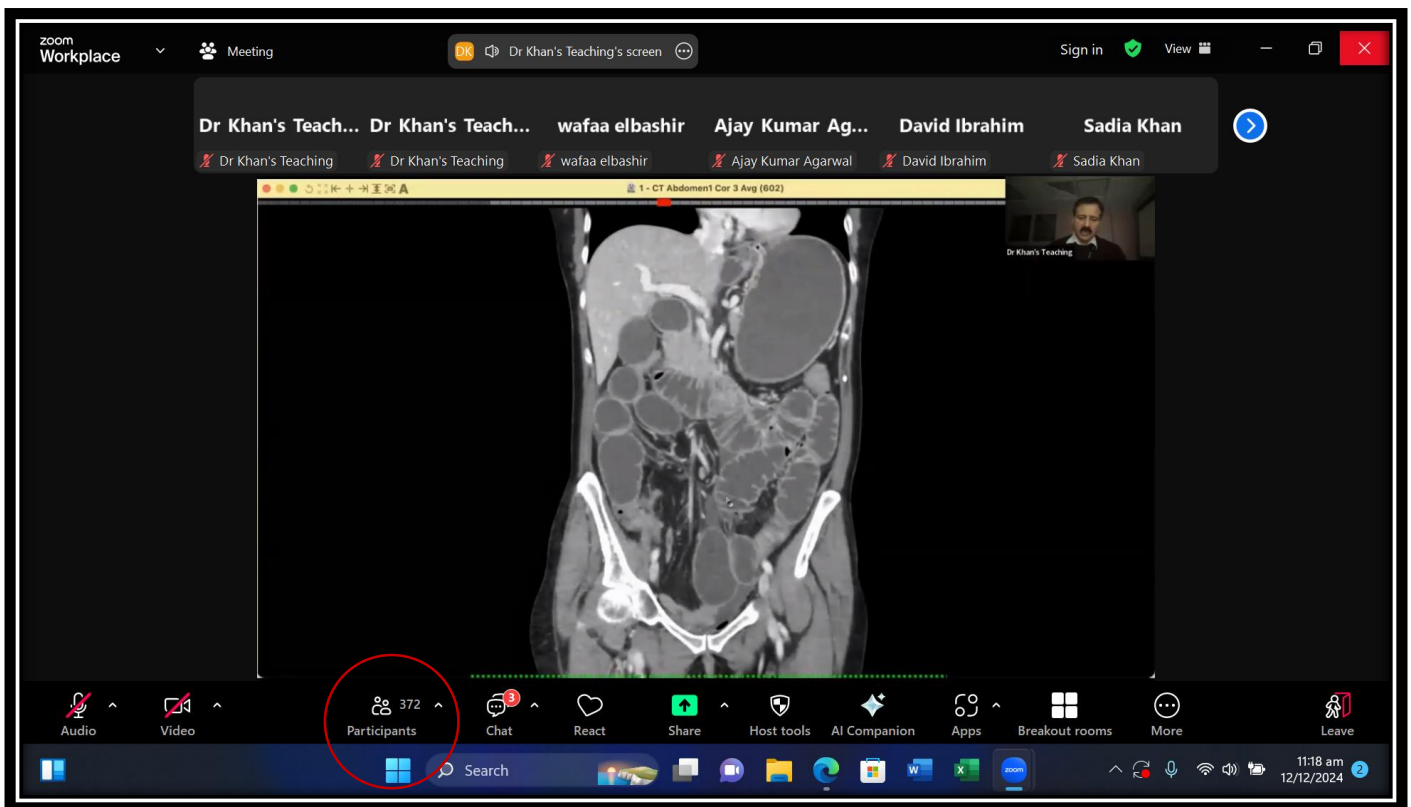 zoom
Workplace
Meeting
DK Dr Khan's Teaching's screen
Sign in
View
Dr Khan's Teach... Dr Khan's Teach... wafaa elbashir Ajay Kumar Ag... David Ibrahim Sadia Khan
Dr Khan's Teaching Dr Khan's Teaching wafaa elbashir Ajay Kumar Agarwal David Ibrahim Sadia Khan
A
1 - CT Abdomen1 Cor 3 Avg (602)
Dr Khan's Teaching
372
3
Audio Video Participants Chat React Share Host tools AI Companion Apps Breakout rooms More Leave
Search
W
X
zoom
11:18 am
12/12/2024
2